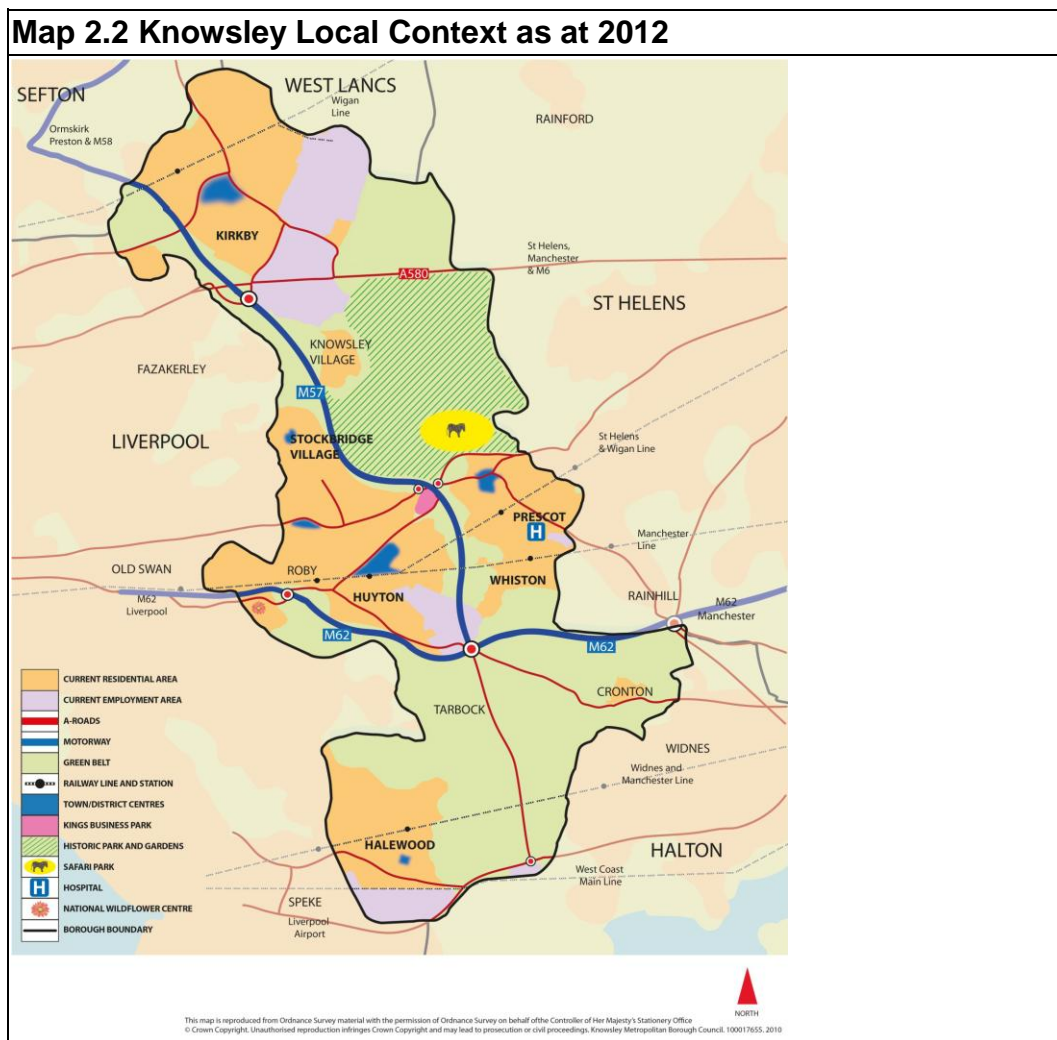 Map 2.2 Knowsley Local Context as at 2012
SEFTON
WEST LANCS
Wigan
Line
RAINFORD
Ormskirk
Preston & M58
KIRKBY
St Helens,
Manchester
& M6
A580
ST HELENS
KNOWSLEY
VILLAGE
FAZAKERLEY
M57
LIVERPOOL
STOCKBRIDGE
VILLAGE
St Helens
& Wigan Line
PRESCOT
H
Manchester
Line
OLD SWAN
ROBY
WHISTON
HUYTON
RAINHILL
M62
Liverpool
M62
Manchester
M62
M62
CRONTON
TARBOCK
WIDNES
Widnes and
Manchester Line
HALEWOOD
HALTON
West Coast
Main Line
SPEKE
Liverpool
Airport
CURRENT RESIDENTIAL AREA
CURRENT EMPLOYMENT AREA
A-ROADS
MOTORWAY
GREEN BELT
RAILWAY LINE AND STATION
TOWN/DISTRICT CENTRES
KINGS BUSINESS PARK
HISTORIC PARK AND GARDENS
SAFARI PARK
H HOSPITAL
NATIONAL WILDFLOWER CENTRE
BOROUGH BOUNDARY
NORTH
This map is reproduced from Ordnance Survey material with the permission of Ordnance Survey on behalf of the Controller of Her Majesty's Stationery Office
© Crown Copyright. Unauthorised reproduction infringes Crown Copyright and may lead to prosecution or civil proceedings. Knowsley Metropolitan Borough Council. 100017655. 2010